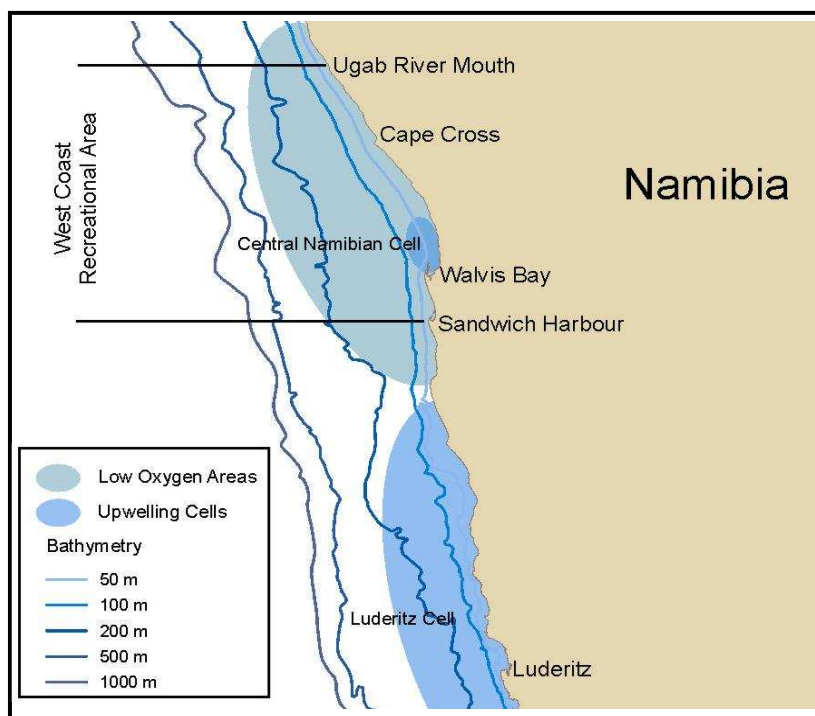 Ugab River Mouth
Cape Cross
Namibia
West Coast
Recreational Area
Central Namibian Cell
Walvis Bay
Sandwich Harbour
Low Oxygen Areas
Upwelling Cells
Bathymetry
50 m
100 m
200 m
500 m
1000 m
Luderitz Cell
Luderitz